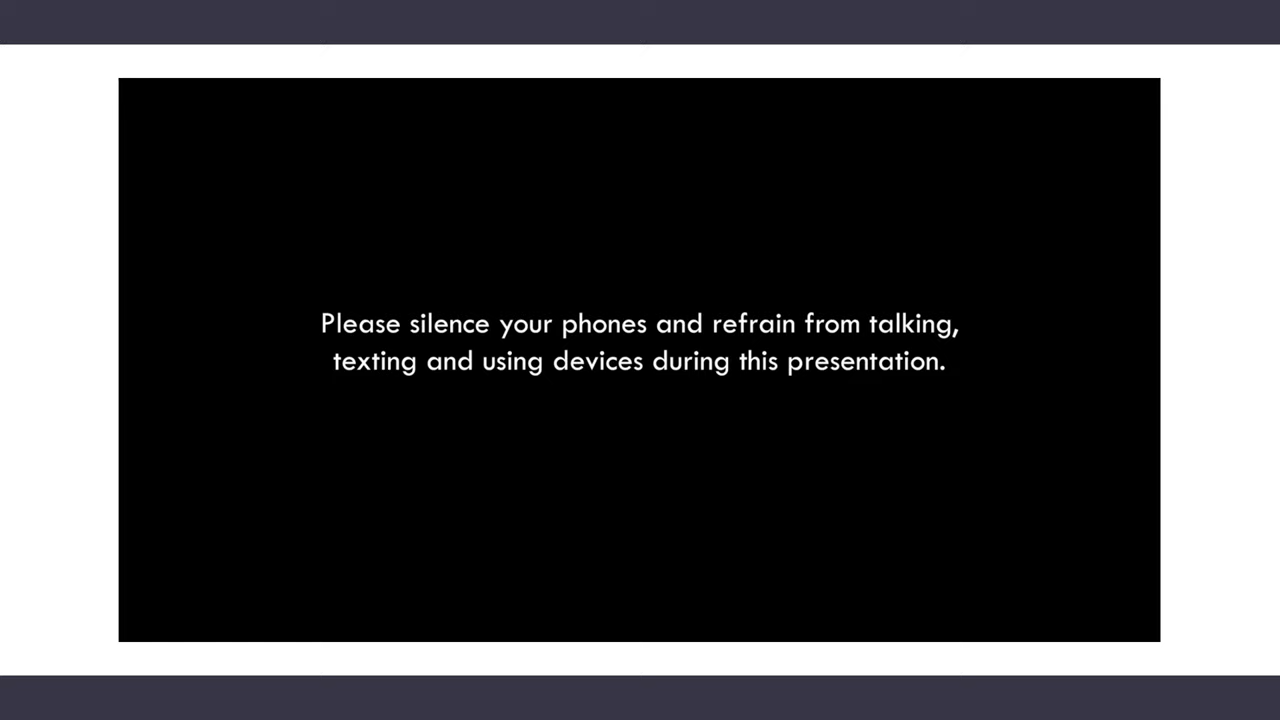 Please silence your phones and refrain from talking,
texting and using devices during this presentation.